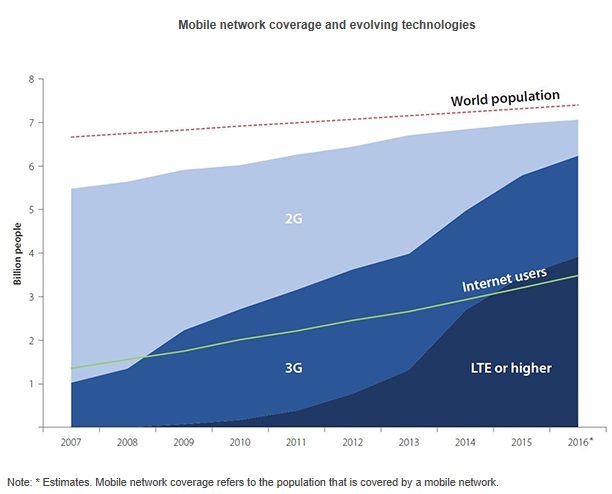 Mobile network coverage and evolving technologies
8
7
6
5
4
3
2
1
Billion people
World population
2G
Internet users
3G
LTE or higher
2007 2008 2009 2010 2011 2012 2013 2014 2015 2016*
Note: * Estimates. Mobile network coverage refers to the population that is covered by a mobile network.